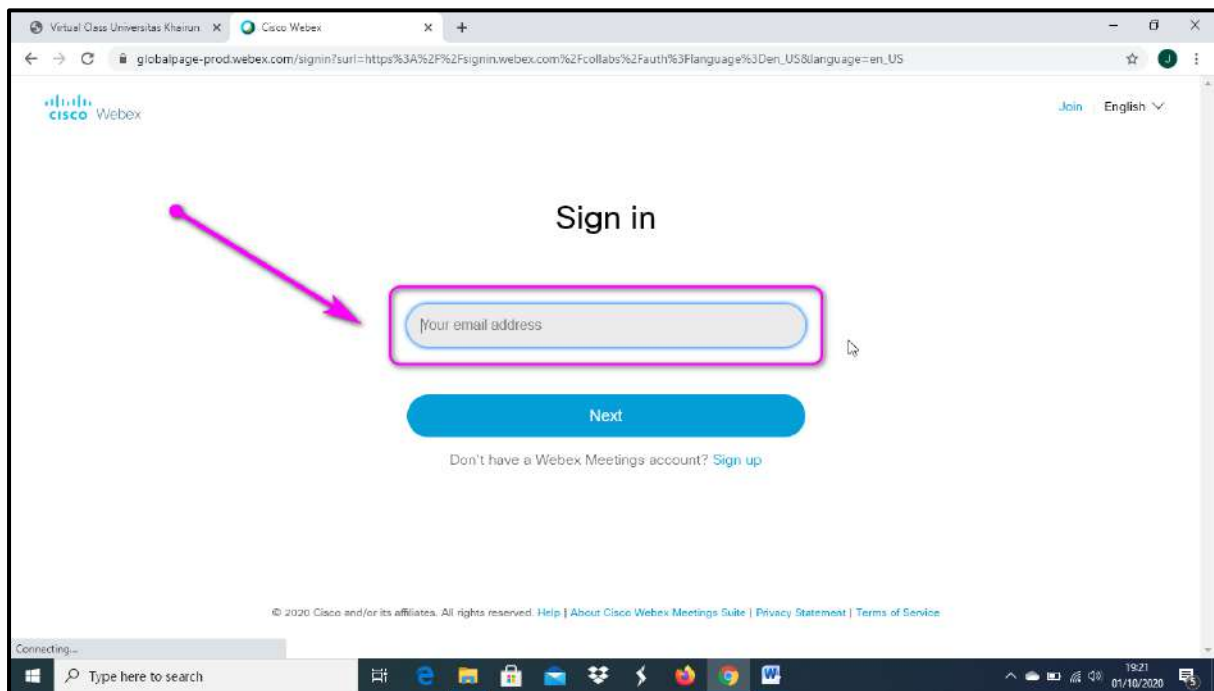 Virtual Class Universitas Khairun
Cisco Webex
globalpage-prod.webex.com/signin?surl=https%3A%2F%2Fsignin.webex.com%2Fcollabs%2Fauth%3Flanguage%3Den_US&language=en_US
J
CISCO Webex
Join English
Sign in
Your email address
Next
Don't have a Webex Meetings account? Sign up
© 2020 Cisco and/or its affiliates. All rights reserved. Help | About Cisco Webex Meetings Suite | Privacy Statement | Terms of Service
Connecting...
Type here to search
19:21
01/10/2020